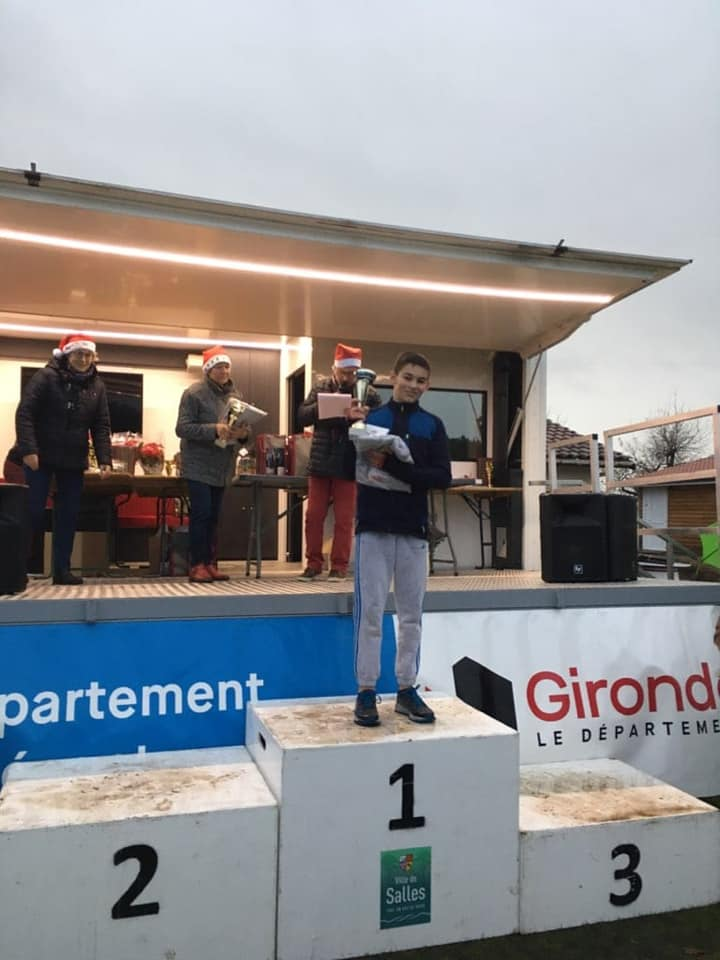 partement
Gironde
LE DÉPARTEME
1
2
3
Ville de
Salles